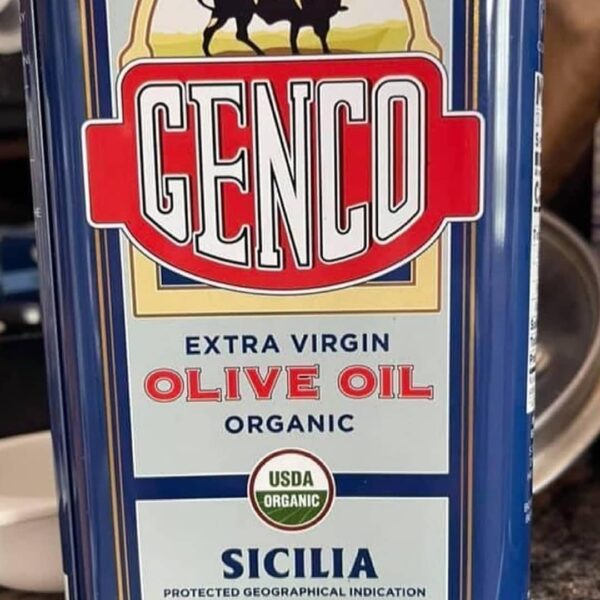 GENCO
EXTRA VIRGIN
OLIVE OIL
ORGANIC
USDA
ORGANIC
SICILIA
PROTECTED GEOGRAPHICAL INDICATION